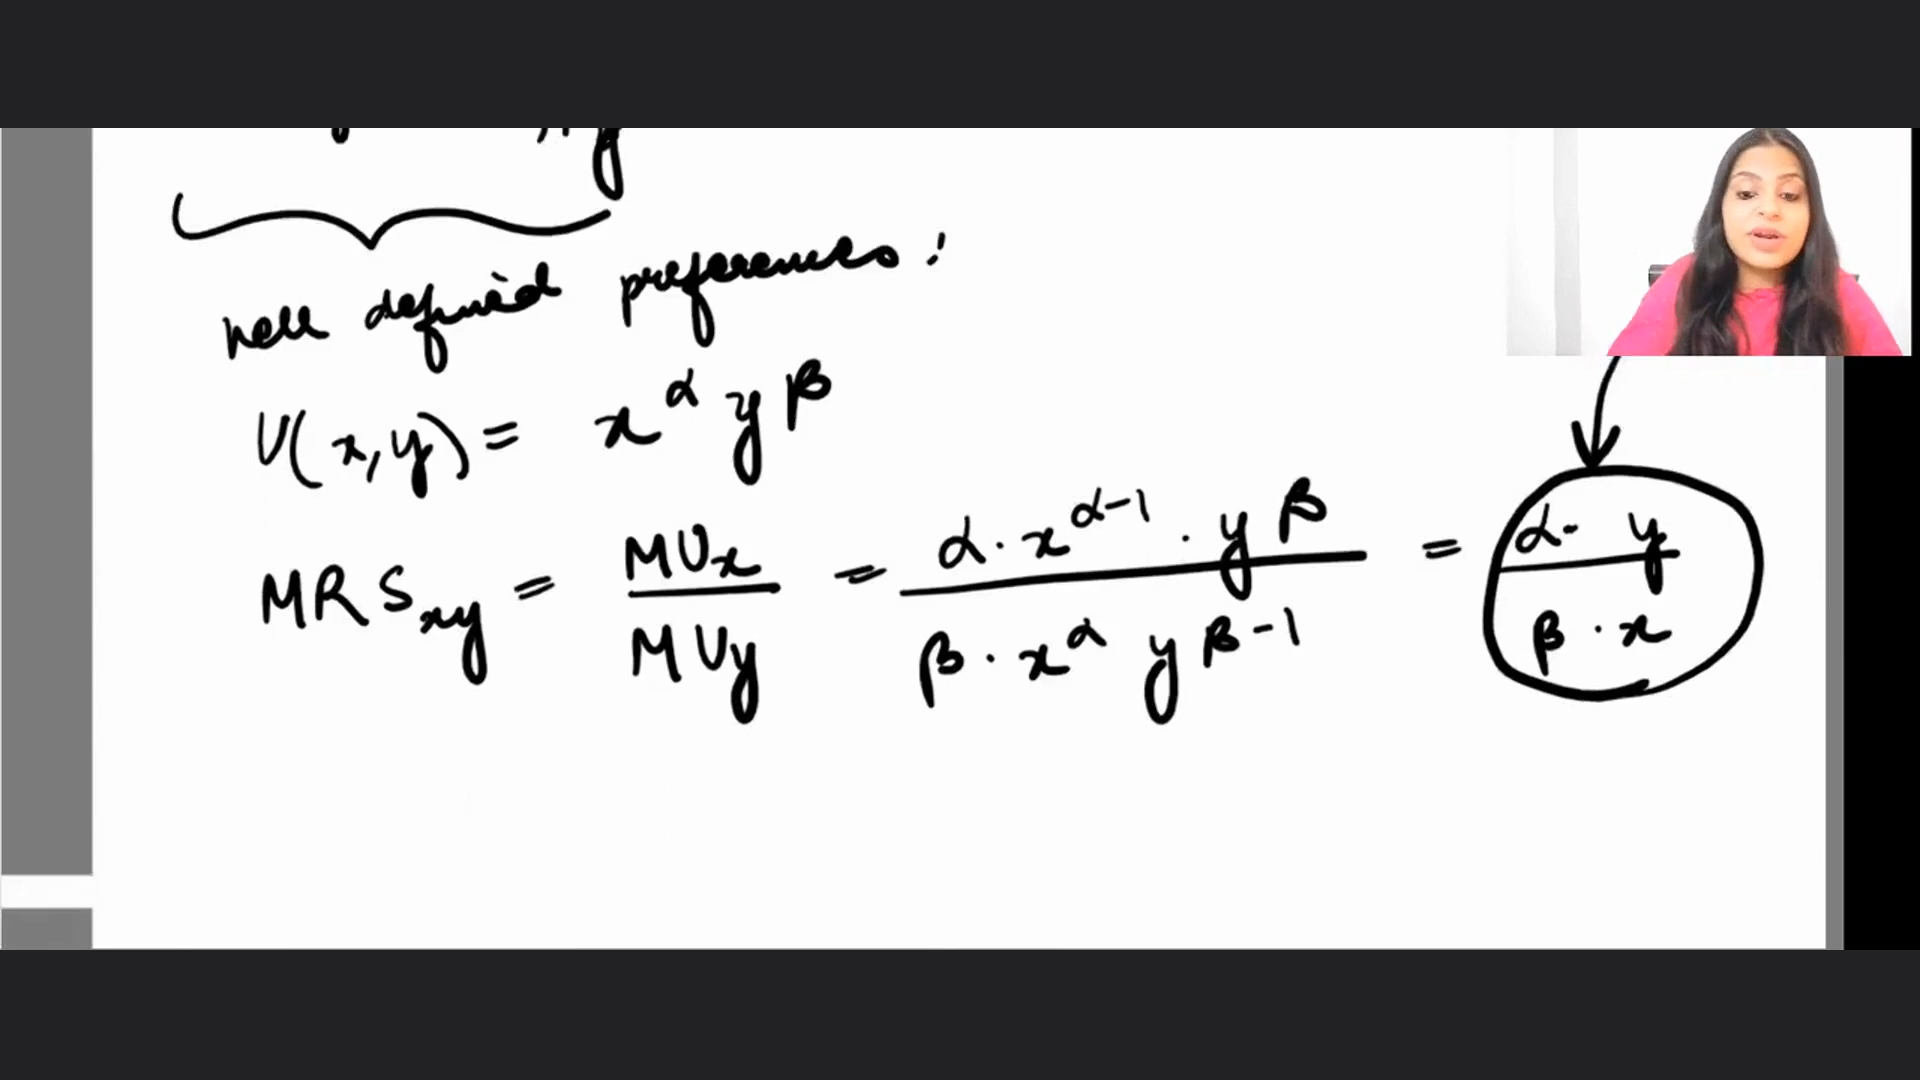 well defined preferences :
U(x,y) = x^α y^β
MRS_xy = MU_x / MU_y = α · x^(α-1) · y^β / β · x^α y^(β-1) = α · y / β · x